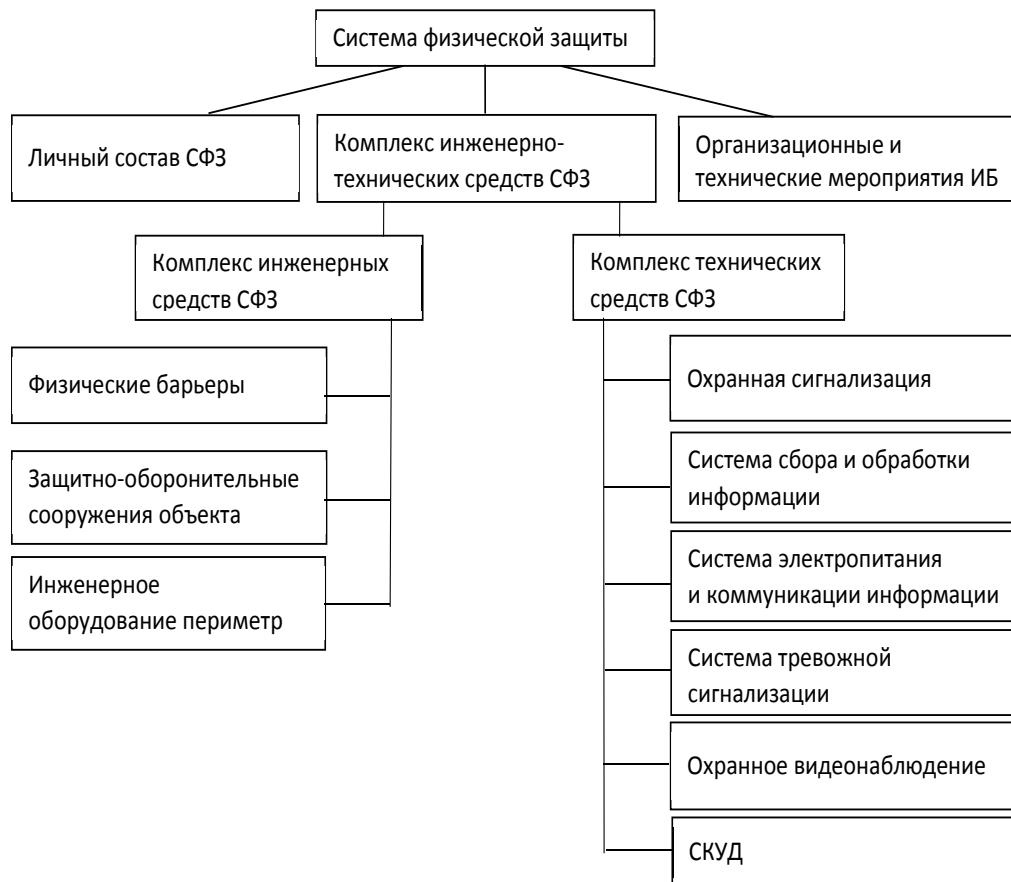 Система физической защиты
Личный состав СФЗ
Комплекс инженерно-
технических средств СФЗ
Организационные и
технические мероприятия ИБ
Комплекс инженерных
средств СФЗ
Комплекс технических
средств СФЗ
Физические барьеры
Защитно-оборонительные
сооружения объекта
Инженерное
оборудование периметр
Охранная сигнализация
Система сбора и обработки
информации
Система электропитания
и коммуникации информации
Система тревожной
сигнализации
Охранное видеонаблюдение
СКУД